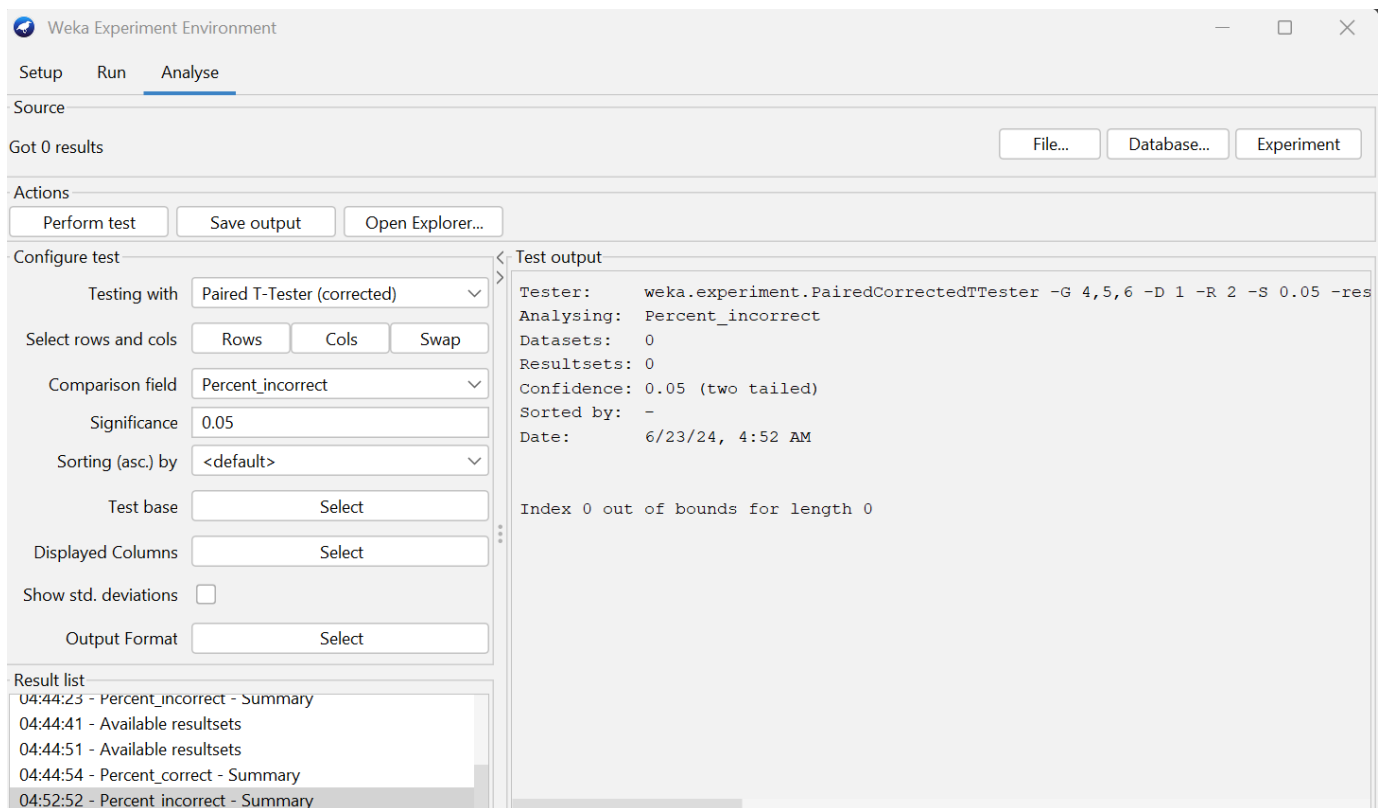 Weka Experiment Environment
Setup Run Analyse
Source
Got 0 results
File... Database... Experiment
Actions
Perform test Save output Open Explorer...
Configure test
Testing with Paired T-Tester (corrected)
Select rows and cols Rows Cols Swap
Comparison field Percent_incorrect
Significance 0.05
Sorting (asc.) by <default>
Test base Select
Displayed Columns Select
Show std. deviations
Output Format Select
Result list
04:44:23 - Percent_incorrect - Summary
04:44:41 - Available resultsets
04:44:51 - Available resultsets
04:44:54 - Percent_correct - Summary
04:52:52 - Percent_incorrect - Summary
Test output
Tester: weka.experiment.PairedCorrectedTTester -G 4,5,6 -D 1 -R 2 -S 0.05 -res
Analysing: Percent_incorrect
Datasets: 0
Resultsets: 0
Confidence: 0.05 (two tailed)
Sorted by: -
Date: 6/23/24, 4:52 AM
Index 0 out of bounds for length 0